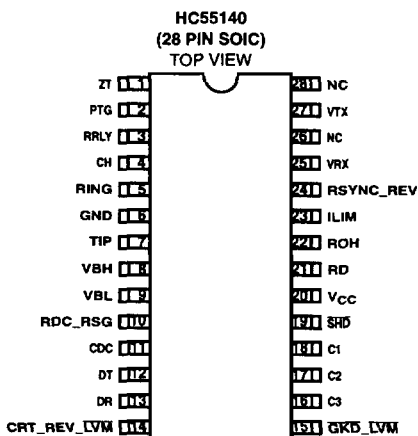 HC55140
(28 PIN SOIC)
TOP VIEW
ZT 1
PTG 2
RRLY 3
CH 4
RING 5
GND 6
TIP 7
VBH 8
VBL 9
RDC_RSG 10
CDC 11
DT 12
DR 13
CRT_REV_LVM 14
28 NC
27 VTX
26 NC
25 VRX
24 RSYNC_REV
23 ILIM
22 ROH
21 RD
20 VCC
19 SHD
18 C1
17 C2
16 C3
15 GKD_LVM